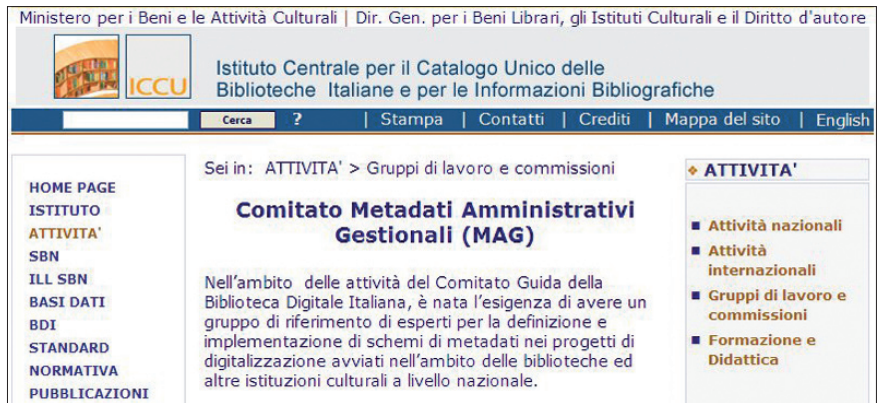 Ministero per i Beni e le Attività Culturali | Dir. Gen. per i Beni Librari, gli Istituti Culturali e il Diritto d'autore
ICCU
Istituto Centrale per il Catalogo Unico delle
Biblioteche Italiane e per le Informazioni Bibliografiche
Cerca ? | Stampa | Contatti | Crediti | Mappa del sito | English
HOME PAGE
ISTITUTO
ATTIVITA'
SBN
ILL SBN
BASI DATI
BDI
STANDARD
NORMATIVA
PUBBLICAZIONI
Sei in: ATTIVITA' > Gruppi di lavoro e commissioni
Comitato Metadati Amministrativi
Gestionali (MAG)
Nell'ambito delle attività del Comitato Guida della
Biblioteca Digitale Italiana, è nata l'esigenza di avere un
gruppo di riferimento di esperti per la definizione e
implementazione di schemi di metadati nei progetti di
digitalizzazione avviati nell'ambito delle biblioteche ed
altre istituzioni culturali a livello nazionale.
ATTIVITA'
Attività nazionali
Attività
internazionali
Gruppi di lavoro e
commissioni
Formazione e
Didattica